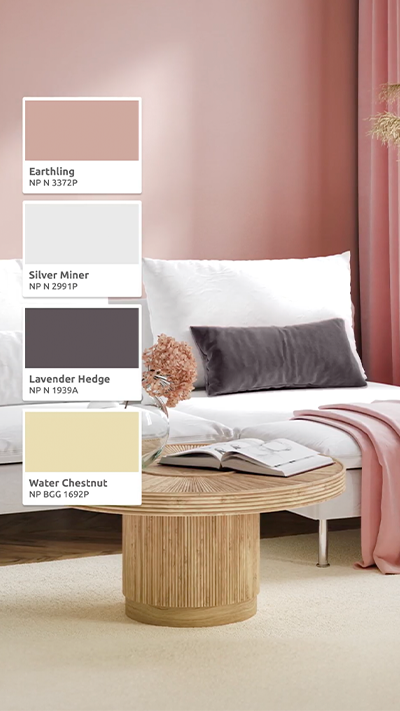 Earthling
NP N 3372P
Silver Miner
NP N 2991P
Lavender Hedge
NP N 1939A
Water Chestnut
NP BGG 1692P